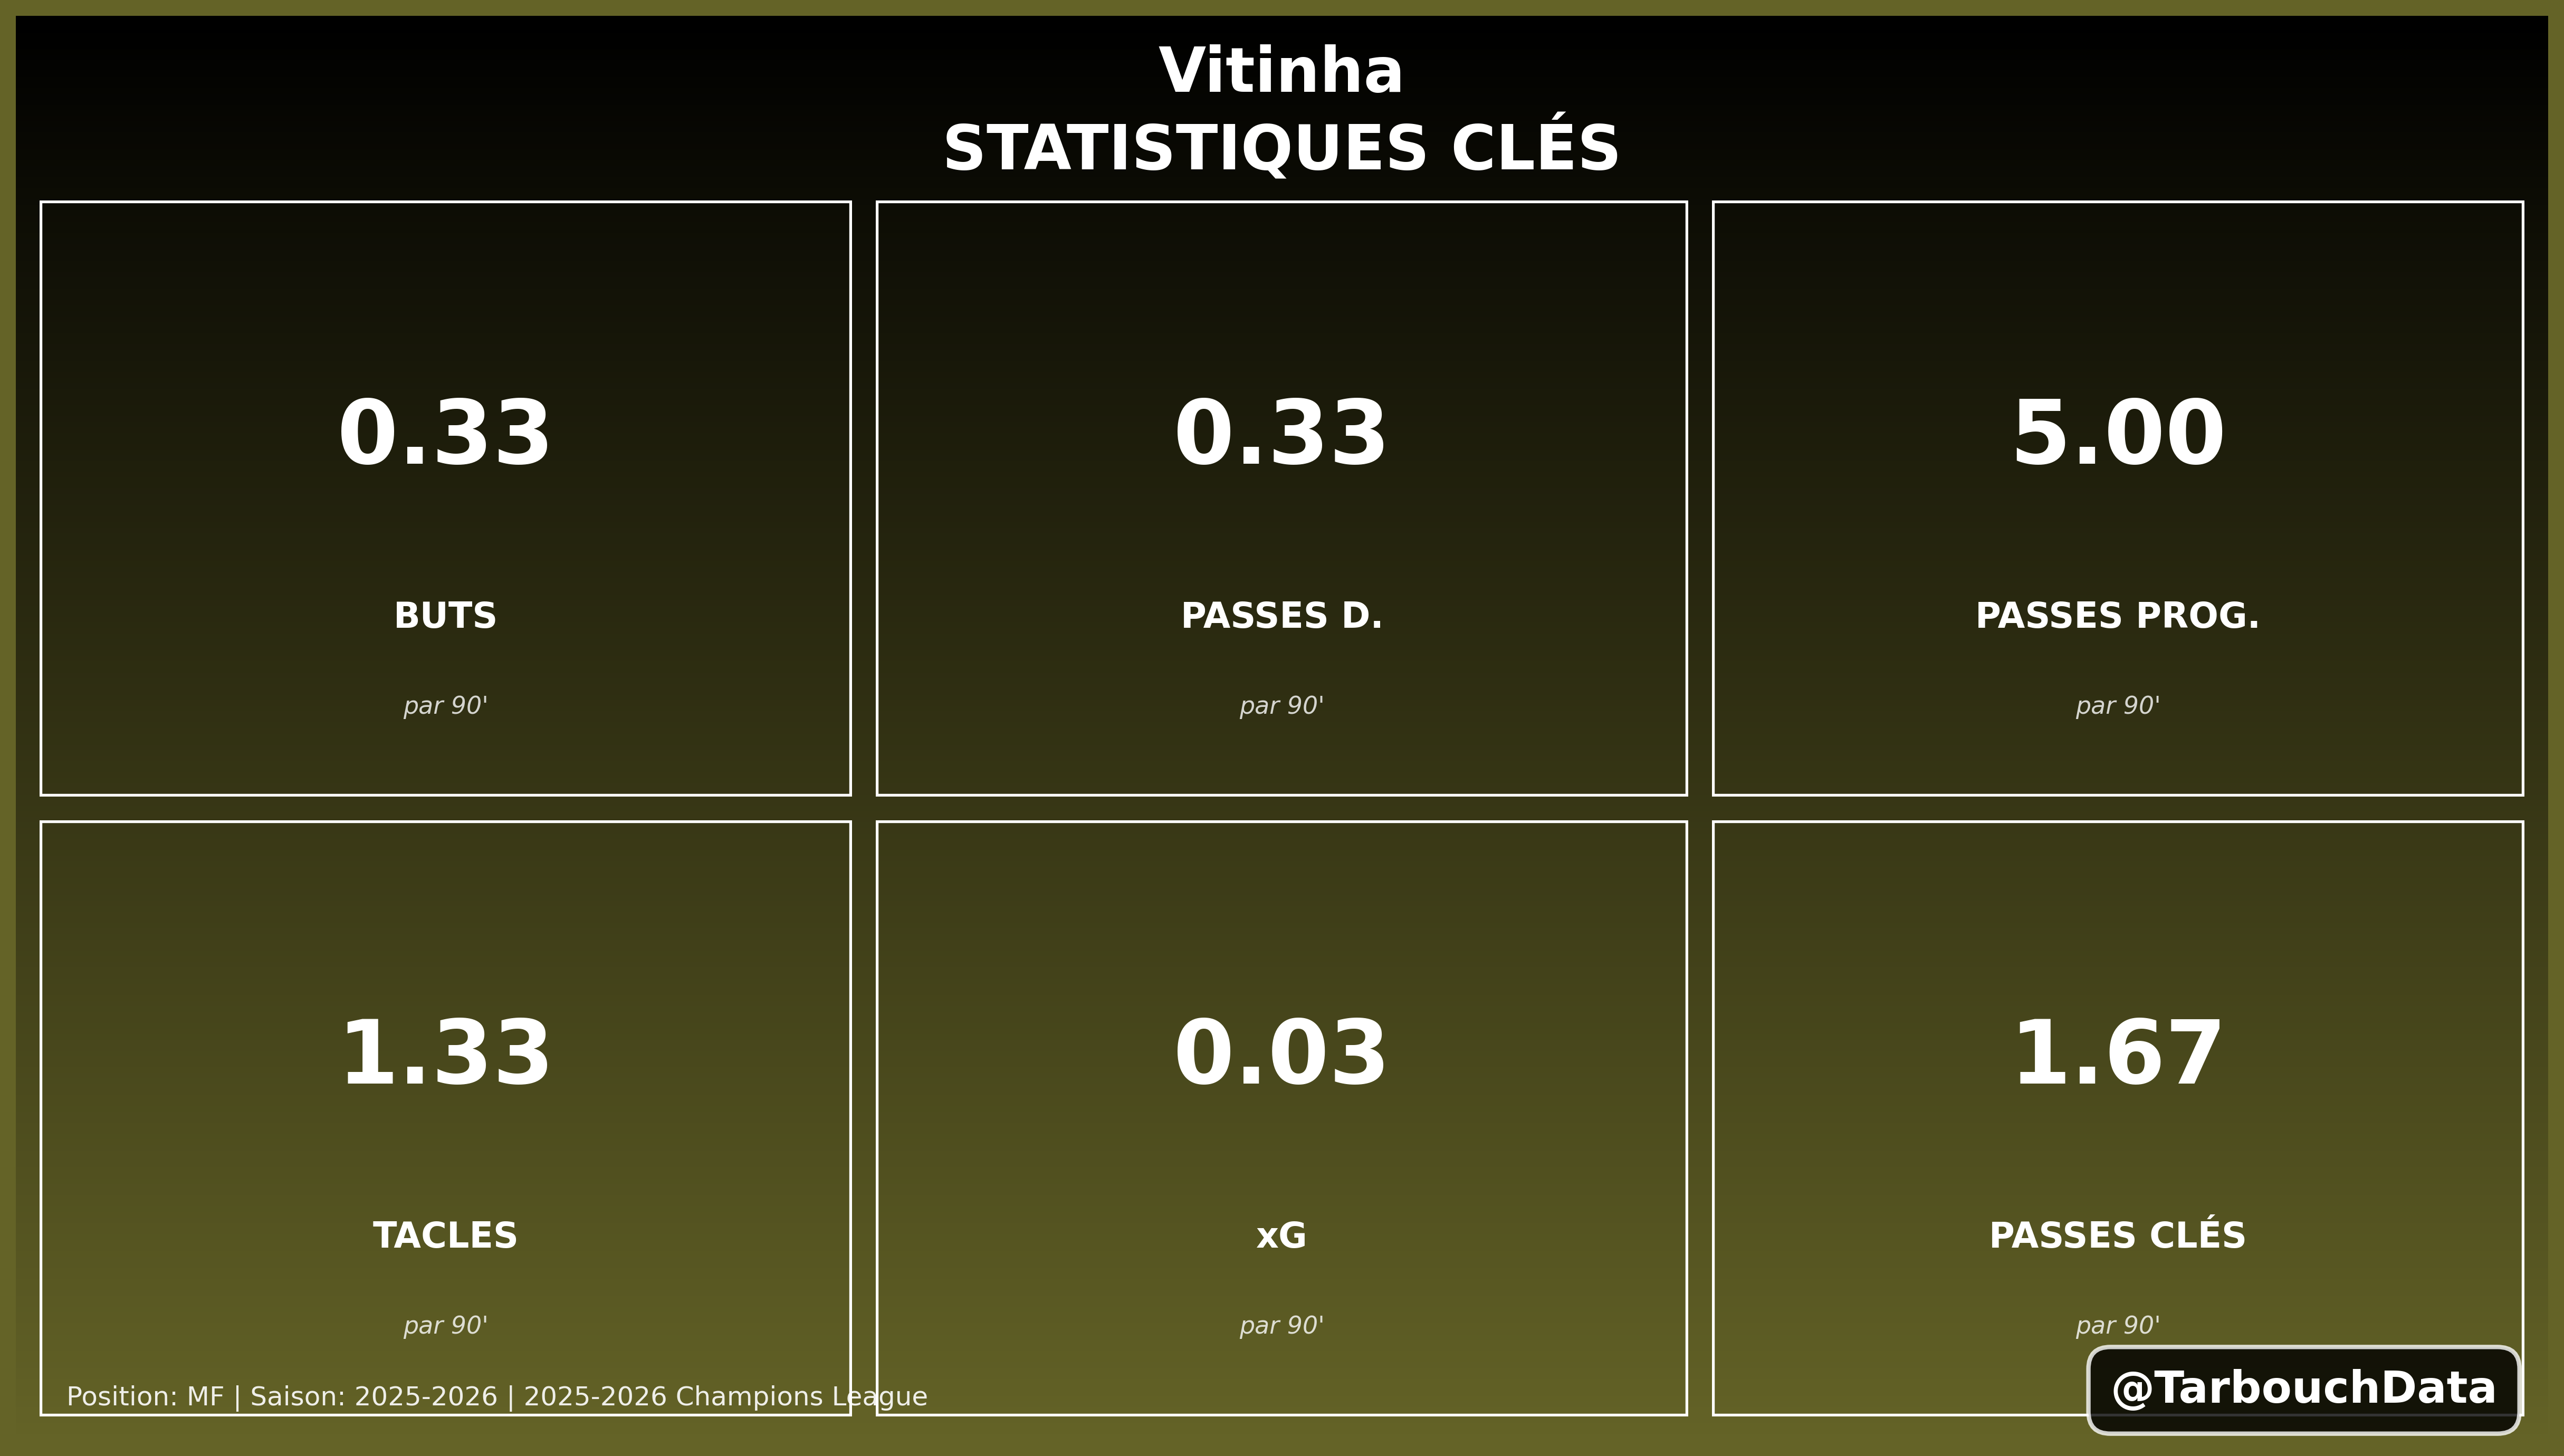 Vitinha
STATISTIQUES CLÉS
0.33
BUTS
par 90'
0.33
PASSES D.
par 90'
5.00
PASSES PROG.
par 90'
1.33
TACLES
par 90'
0.03
xG
par 90'
1.67
PASSES CLÉS
par 90'
Position: MF | Saison: 2025-2026 | 2025-2026 Champions League
@TarbouchData